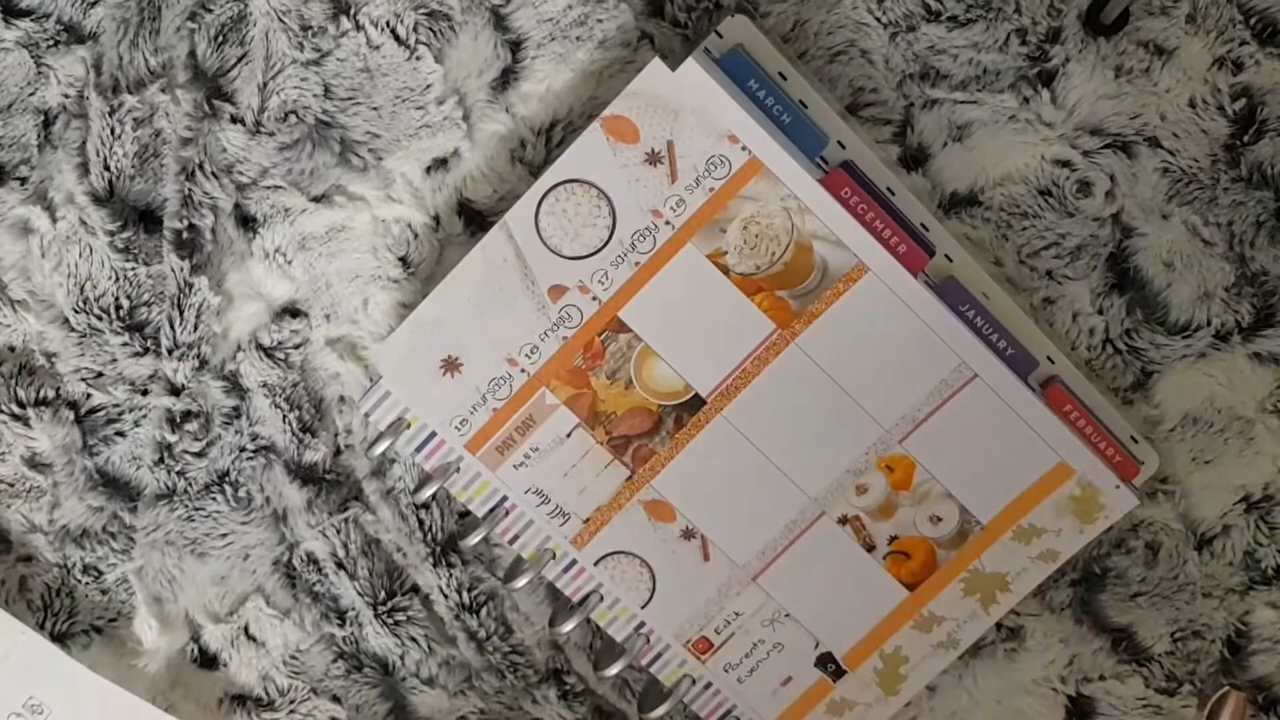 MARCH
DECEMBER
JANUARY
FEBRUARY
15 thursday
16 friday
17 saturday
18 sunday
PAY DAY
bill due!
Edit
Parents
Evening